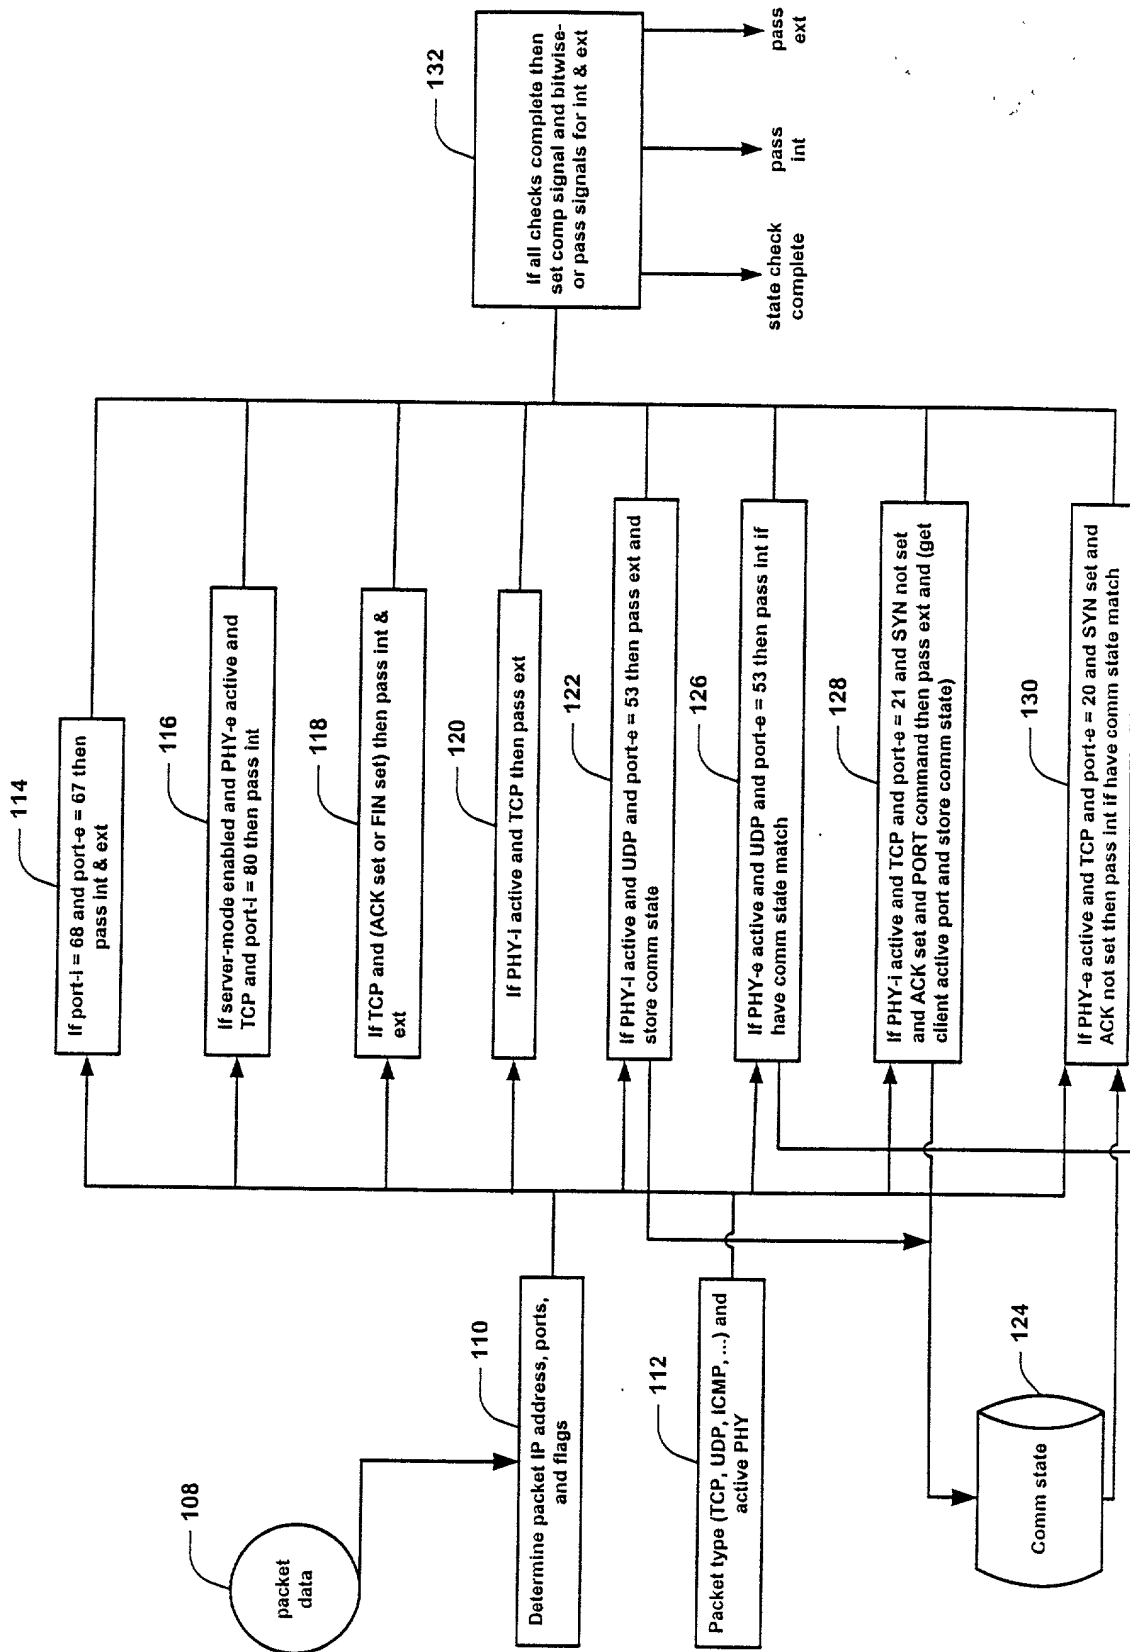 108
packet
data
110
Determine packet IP address, ports,
and flags
112
Packet type (TCP, UDP, ICMP, ...) and
active PHY
124
Comm state
114
If port-i = 68 and port-e = 67 then
pass int & ext
116
If server-mode enabled and PHY-e active and
TCP and port-i = 80 then pass int
118
If TCP and (ACK set or FIN set) then pass int &
ext
120
If PHY-i active and TCP then pass ext
122
If PHY-i active and UDP and port-e = 53 then pass ext and
store comm state
126
If PHY-e active and UDP and port-e = 53 then pass int if
have comm state match
128
If PHY-i active and TCP and port-e = 21 and SYN not set
and ACK set and PORT command then pass ext and (get
client active port and store comm state)
130
If PHY-e active and TCP and port-e = 20 and SYN set and
ACK not set then pass int if have comm state match
132
If all checks complete then
set comp signal and bitwise-
or pass signals for int & ext
state check
complete
pass
int
pass
ext